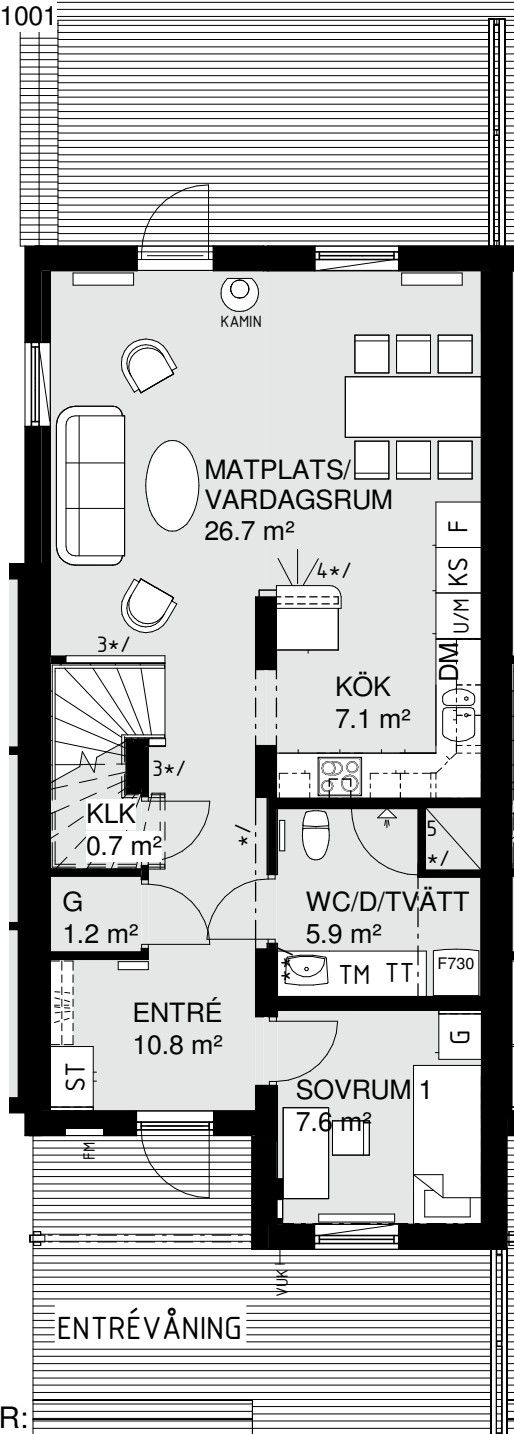 1001
KAMIN
MATPLATS/
VARDAGSRUM
26.7 m²
F
KS
U/M
4*/
3*/
DM
KÖK
7.1 m²
3*/
KLK
0.7 m²
*/
5
*/
G
1.2 m²
WC/D/TVÄTT
5.9 m²
**
TM TT
F730
ENTRÉ
10.8 m²
G
ST
SOVRUM 1
7.6 m²
FM
VUK
ENTRÉVÅNING
R: